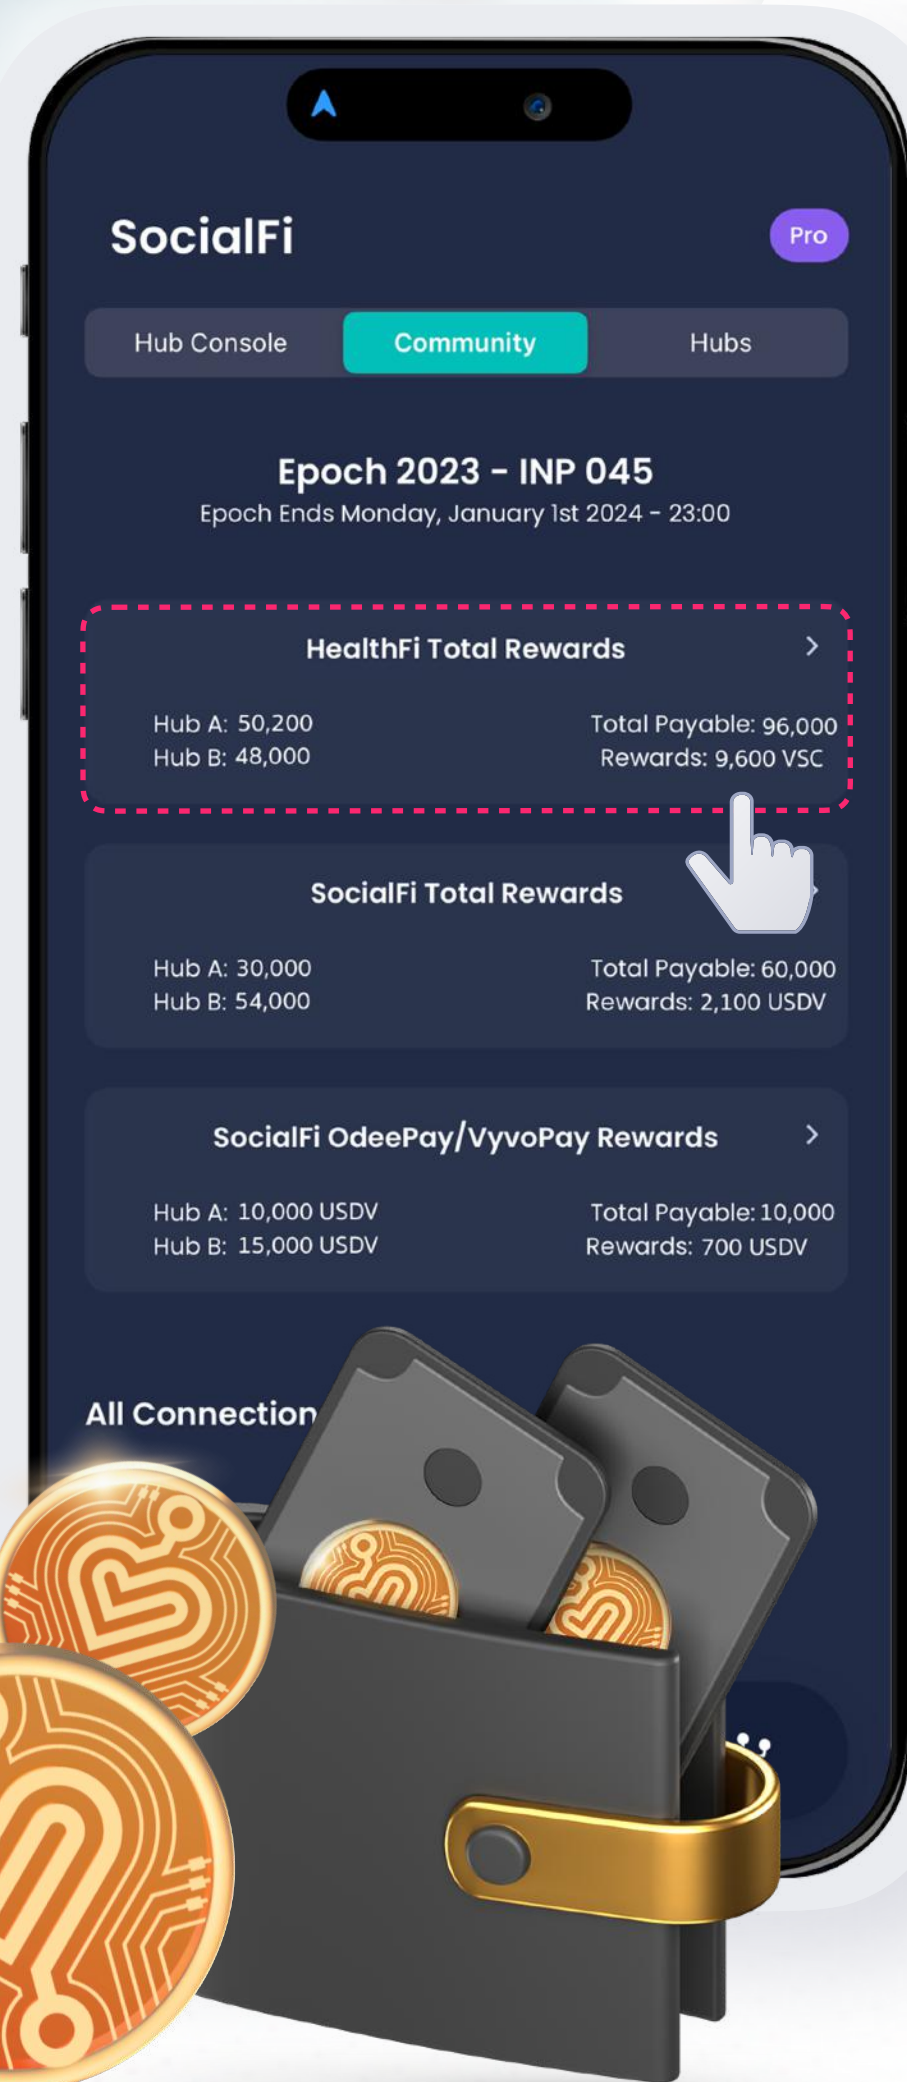 SocialFi
Pro
Hub Console
Community
Hubs
Epoch 2023 - INP 045
Epoch Ends Monday, January 1st 2024 - 23:00
HealthFi Total Rewards
Hub A: 50,200
Total Payable: 96,000
Hub B: 48,000
Rewards: 9,600 VSC
SocialFi Total Rewards
Hub A: 30,000
Total Payable: 60,000
Hub B: 54,000
Rewards: 2,100 USDV
SocialFi OdeePay/VyvoPay Rewards
Hub A: 10,000 USDV
Total Payable: 10,000
Hub B: 15,000 USDV
Rewards: 700 USDV
All Connection